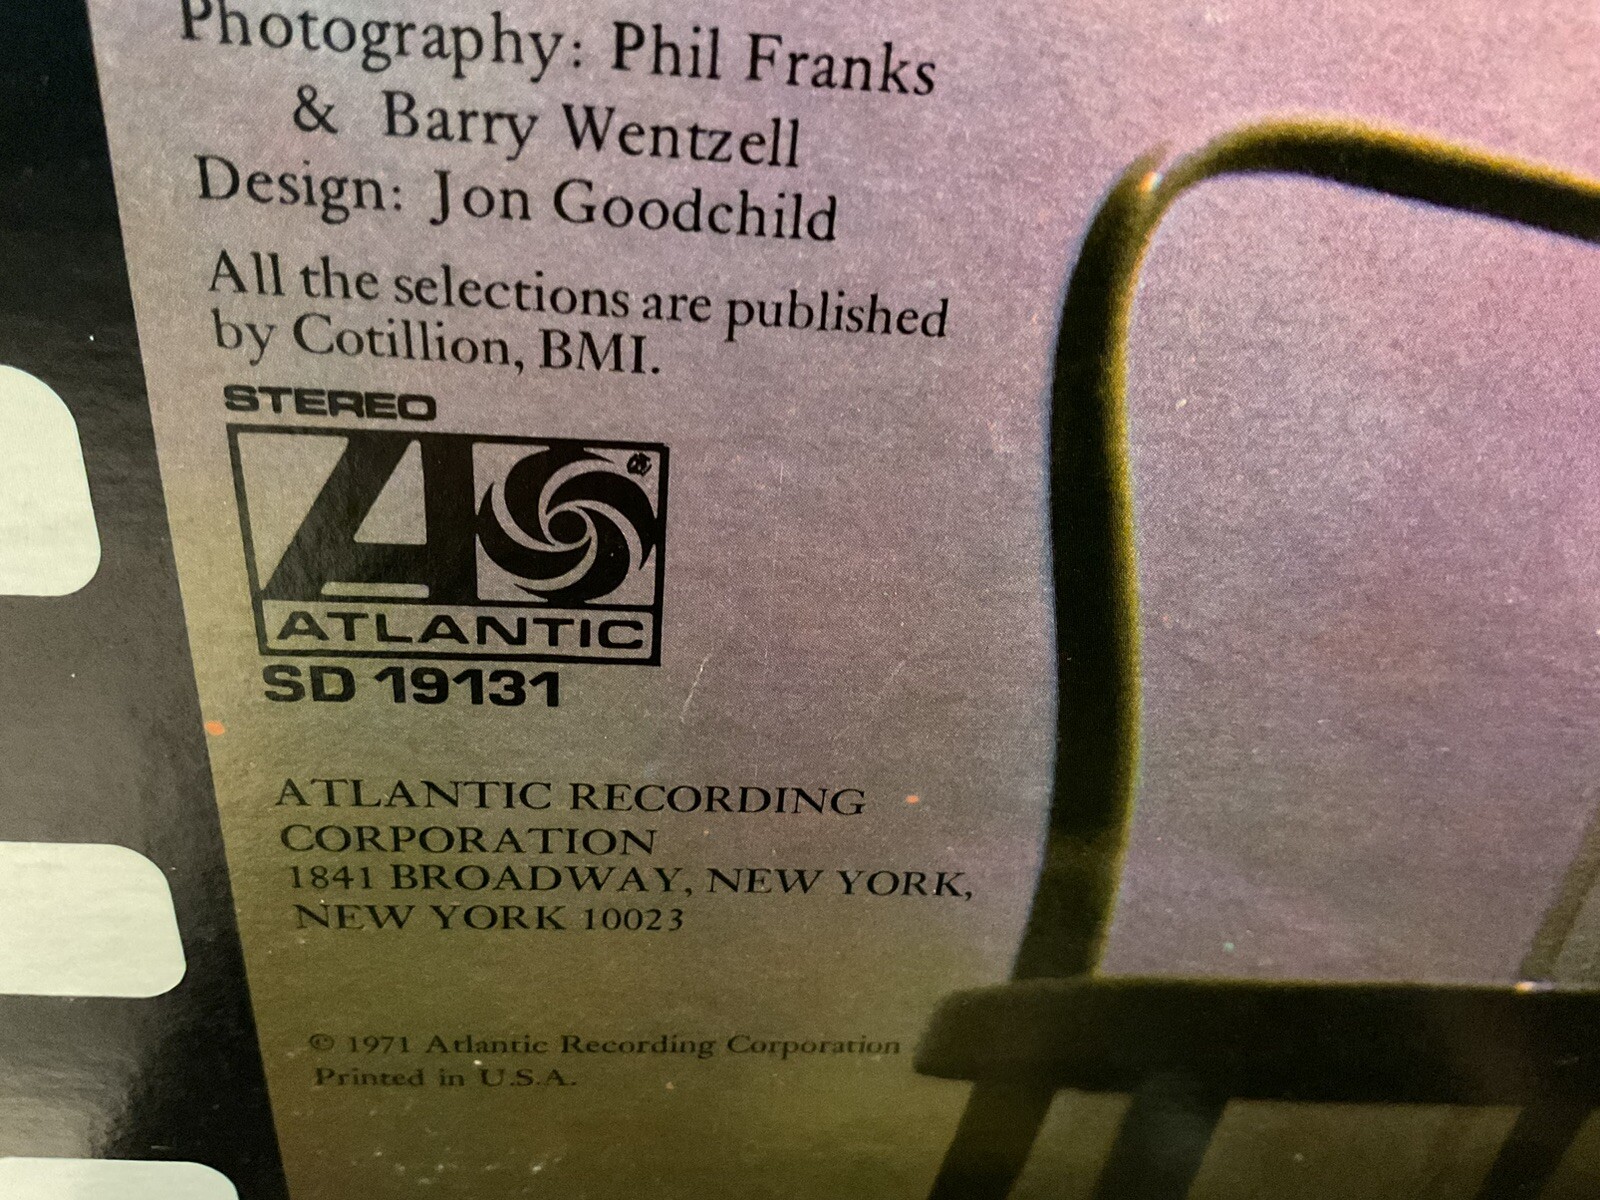 Photography: Phil Franks
& Barry Wentzell
Design: Jon Goodchild
All the selections are published
by Cotillion, BMI.
STEREO
A
®
ATLANTIC
SD 19131
ATLANTIC RECORDING
CORPORATION
1841 BROADWAY, NEW YORK,
NEW YORK 10023
© 1971 Atlantic Recording Corporation
Printed in U.S.A.